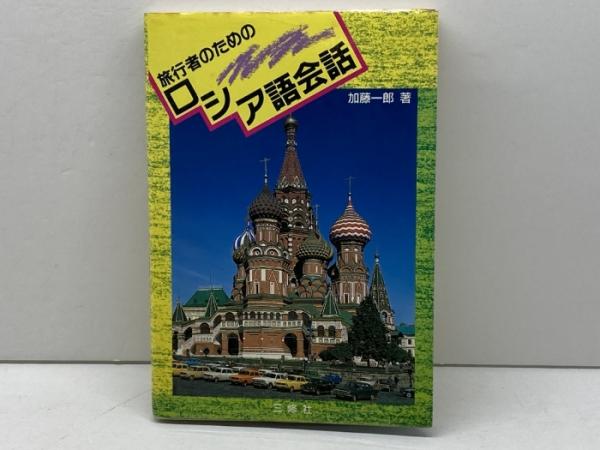 旅行者のための
ロシア語会話
加藤一郎 著
三修社